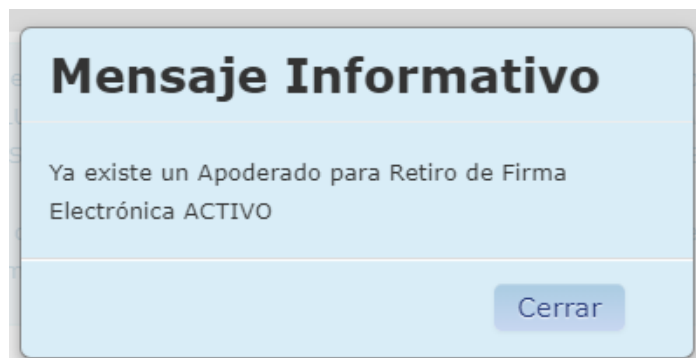 Mensaje Informativo
Ya existe un Apoderado para Retiro de Firma
Electrónica ACTIVO
Cerrar